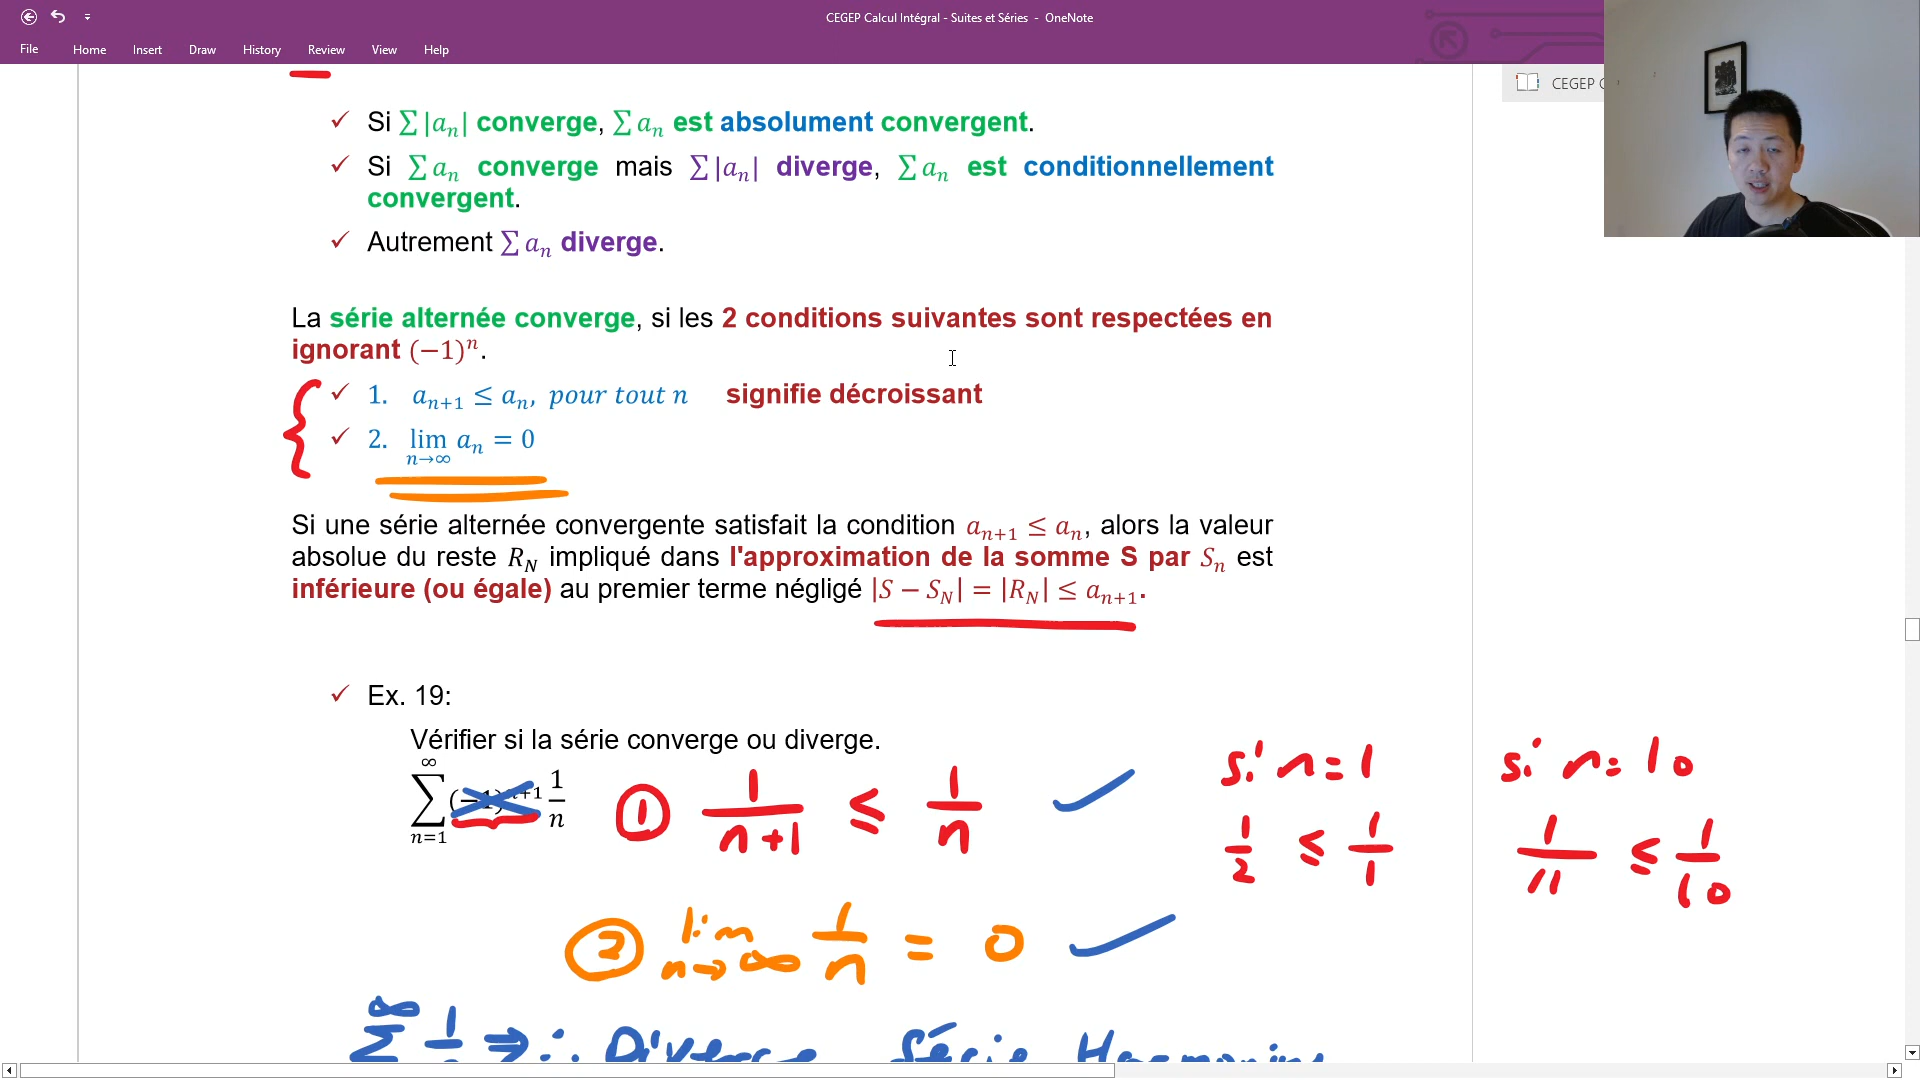 CEGEP Calcul Intégral - Suites et Séries - OneNote
File Home Insert Draw History Review View Help
CEGEP C
Si ∑|aₙ| converge, ∑ aₙ est absolument convergent.
Si ∑ aₙ converge mais ∑|aₙ| diverge, ∑ aₙ est conditionnellement
convergent.
Autrement ∑ aₙ diverge.
La série alternée converge, si les 2 conditions suivantes sont respectées en
ignorant (−1)ⁿ.
1. aₙ₊₁ ≤ aₙ, pour tout n signifie décroissant
2. lim n→∞ aₙ = 0
Si une série alternée convergente satisfait la condition aₙ₊₁ ≤ aₙ, alors la valeur
absolue du reste R_N impliqué dans l'approximation de la somme S par Sₙ est
inférieure (ou égale) au premier terme négligé |S − S_N| = |R_N| ≤ aₙ₊₁.
Ex. 19:
Vérifier si la série converge ou diverge.
∑ n=1 ∞ (−1)ⁿ⁺¹ 1/n
① 1/(n+1) ≤ 1/n
si n=1
1/2 ≤ 1/1
si n=10
1/11 ≤ 1/10
② lim n→∞ 1/n = 0
∑ ∞ 1 ⇒ ∴ Diverge Série